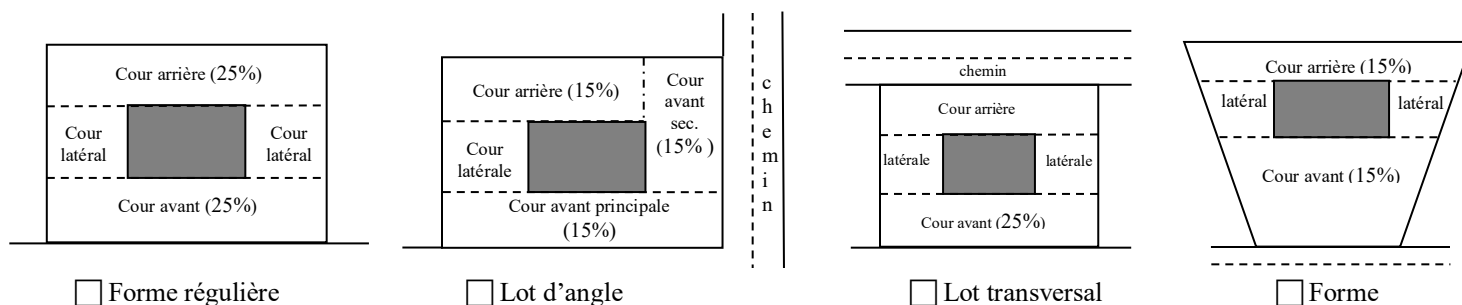 Cour arrière (25%)
Cour
latéral
Cour
latéral
Cour avant (25%)
☐ Forme régulière
Cour arrière (15%)
Cour
avant
sec.
(15% )
Cour
latérale
Cour avant principale
(15%)
chemin
☐ Lot d’angle
chemin
Cour arrière
latérale
latérale
Cour avant (25%)
☐ Lot transversal
Cour arrière (15%)
latéral
latéral
Cour avant (15%)
☐ Forme